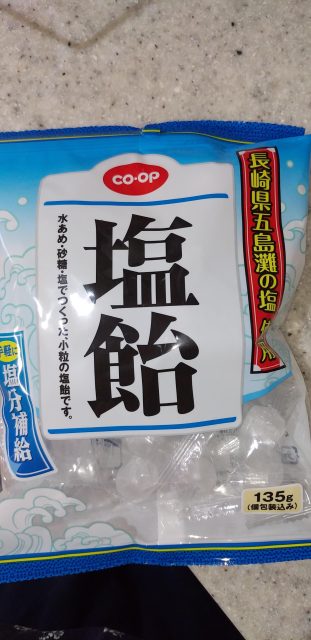 CO·OP
長崎県五島灘の塩
塩飴
水あめ・砂糖・塩でつくった、小粒の塩飴です。
塩分補給
135g
(個包装込み)